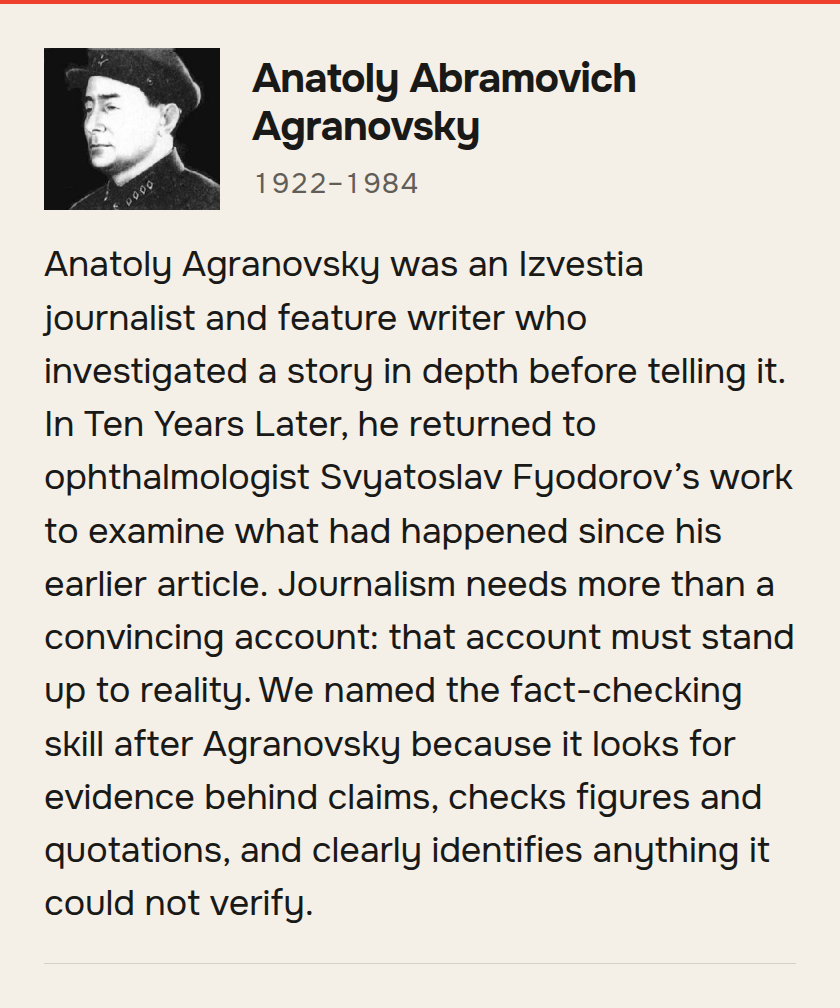 Anatoly Abramovich
Agranovsky
1922–1984
Anatoly Agranovsky was an Izvestia
journalist and feature writer who
investigated a story in depth before telling it.
In Ten Years Later, he returned to
ophthalmologist Svyatoslav Fyodorov’s work
to examine what had happened since his
earlier article. Journalism needs more than a
convincing account: that account must stand
up to reality. We named the fact-checking
skill after Agranovsky because it looks for
evidence behind claims, checks figures and
quotations, and clearly identifies anything it
could not verify.